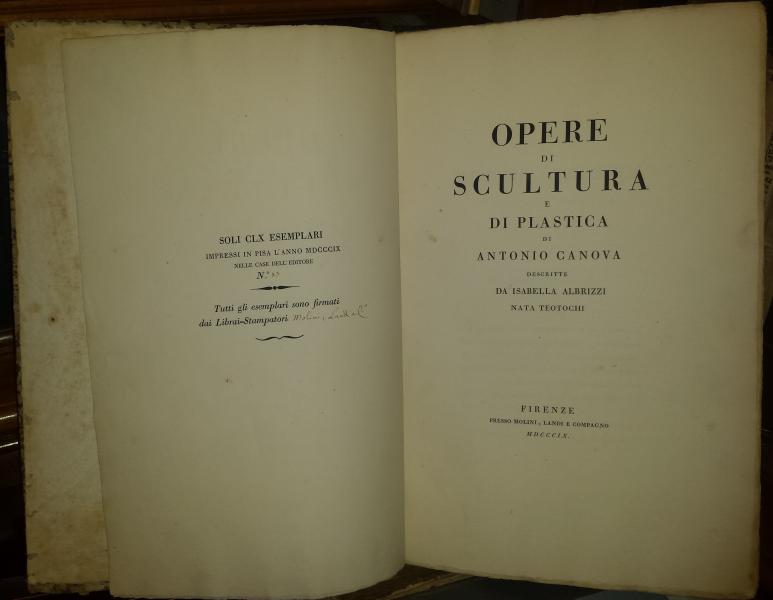 SOLI CLX ESEMPLARI
IMPRESSI IN PISA L'ANNO MDCCCIX
NELLE CASE DELL'EDITORE
N.°
Tutti gli esemplari sono firmati
dai Librai-Stampatori Molini, Landi e C°
OPERE
DI
SCULTURA
E
DI PLASTICA
DI
ANTONIO CANOVA
DESCRITTE
DA ISABELLA ALBRIZZI
NATA TEOTOCHI
FIRENZE
PRESSO MOLINI, LANDI E COMPAGNO
MDCCCIX.